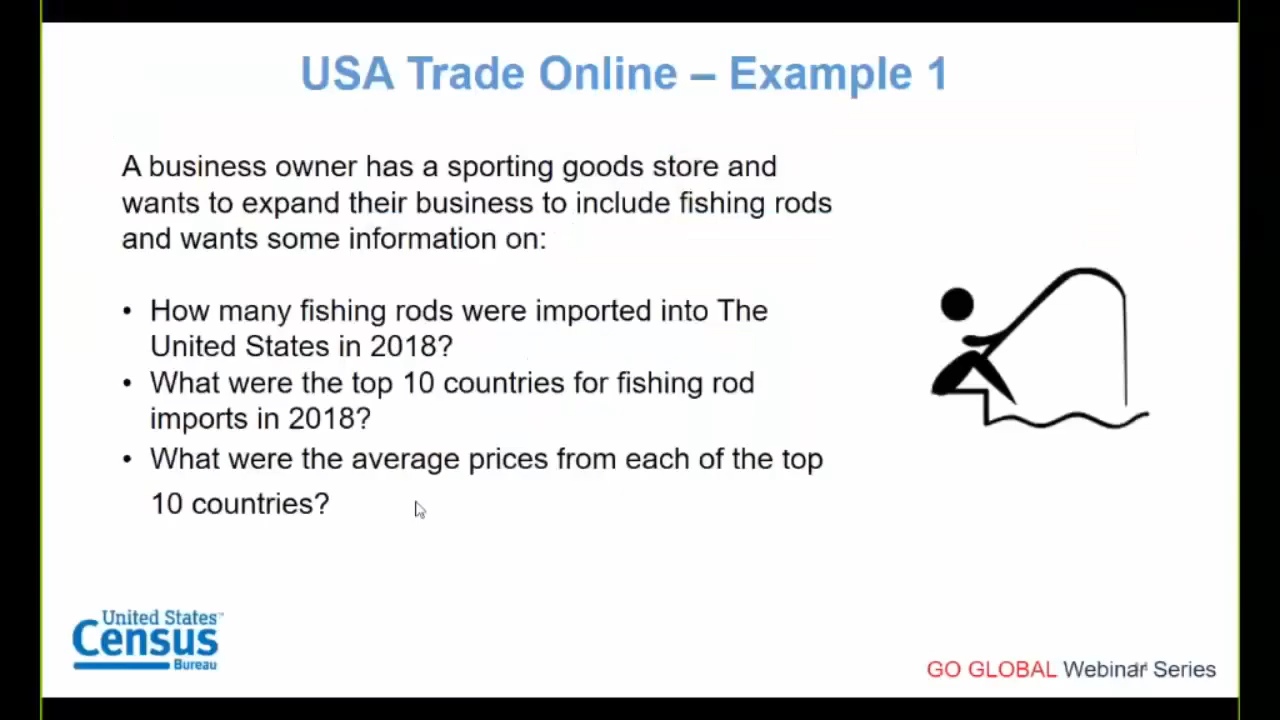 USA Trade Online – Example 1
A business owner has a sporting goods store and
wants to expand their business to include fishing rods
and wants some information on:
• How many fishing rods were imported into The
United States in 2018?
• What were the top 10 countries for fishing rod
imports in 2018?
• What were the average prices from each of the top
10 countries?
United States™
Census
Bureau
GO GLOBAL Webinar Series